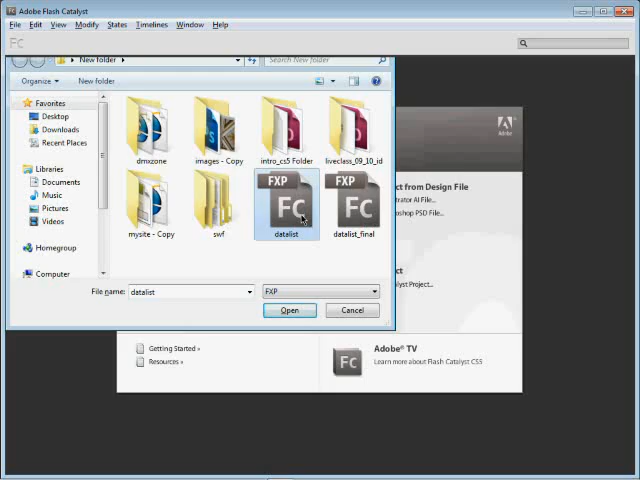 Fc Adobe Flash Catalyst
File Edit View Modify States Timelines Window Help
Fc
New folder
Search New folder
Organize New folder
Favorites
Desktop
Downloads
Recent Places
Libraries
Documents
Music
Pictures
Videos
Homegroup
Computer
dmxzone images - Copy intro_cs5 Folder liveclass_09_10_id
FXP FXP
Fc Fc
mysite - Copy swf datalist datalist_final
File name: datalist FXP
Open Cancel
Adobe
ct from Design File
trator AI File...
oshop PSD File...
ct
talyst Project...
Getting Started »
Resources »
Fc
Adobe® TV
Learn more about Flash Catalyst CS5